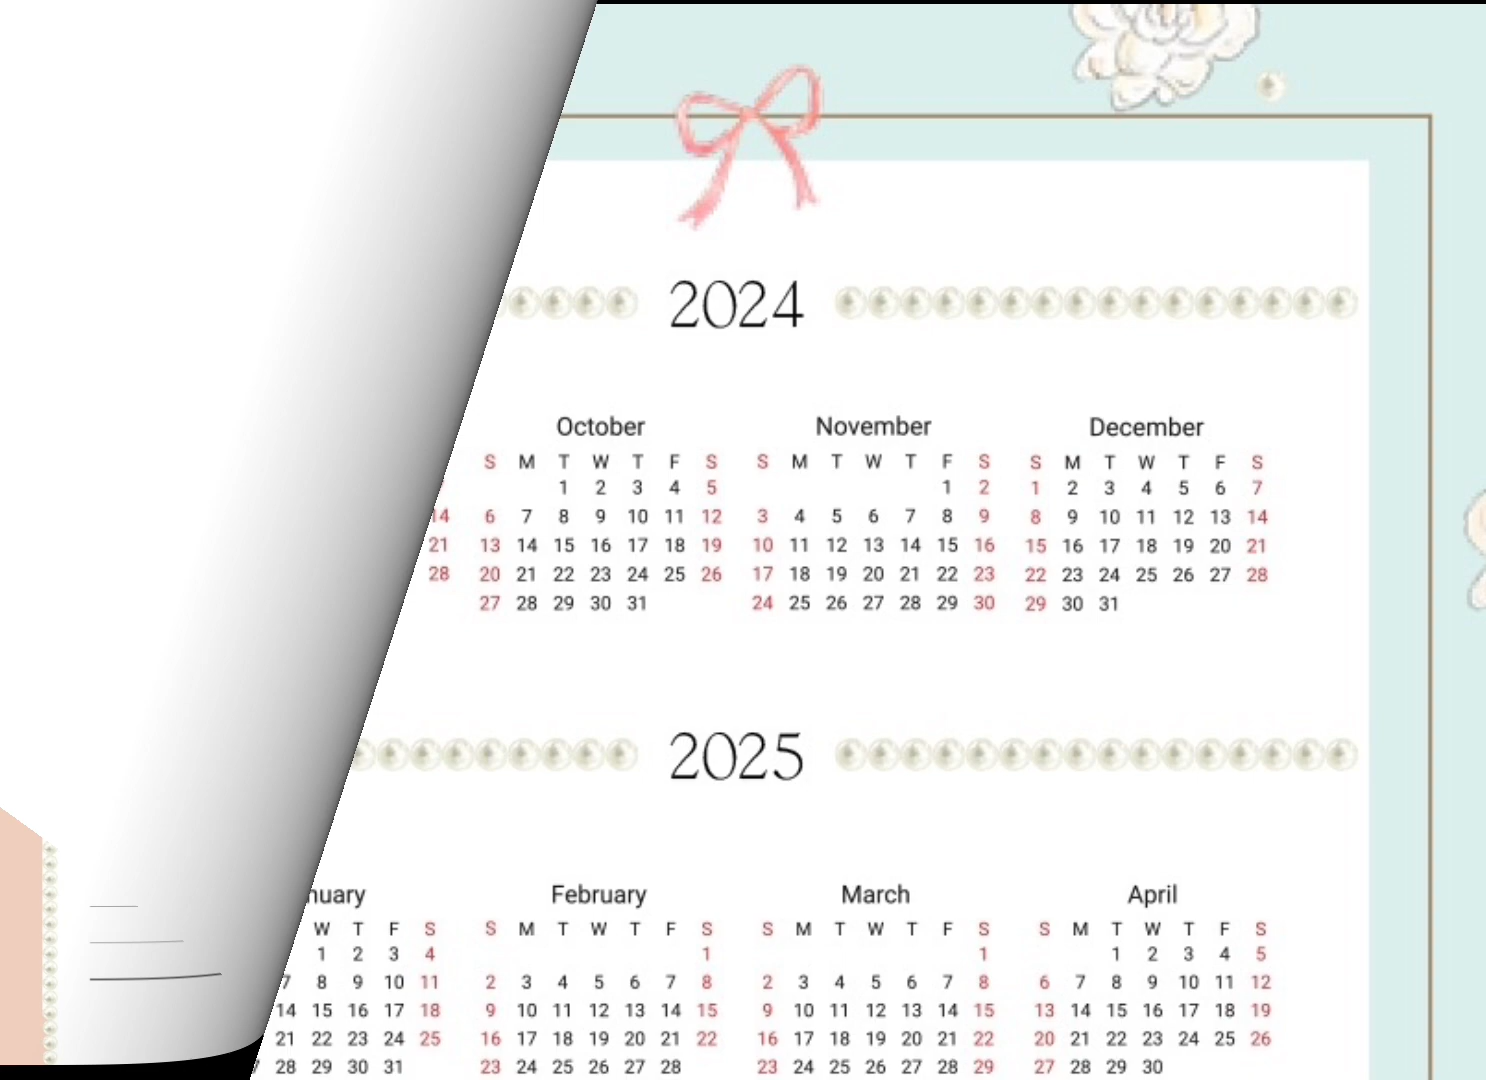 2024
October November December
S M T W T F S S M T W T F S S M T W T F S
1 2 3 4 5 1 2 1 2 3 4 5 6 7
14 6 7 8 9 10 11 12 3 4 5 6 7 8 9 8 9 10 11 12 13 14
21 13 14 15 16 17 18 19 10 11 12 13 14 15 16 15 16 17 18 19 20 21
28 20 21 22 23 24 25 26 17 18 19 20 21 22 23 22 23 24 25 26 27 28
27 28 29 30 31 24 25 26 27 28 29 30 29 30 31
2025
nuary February March April
W T F S S M T W T F S S M T W T F S S M T W T F S
1 2 3 4 1 1 1 2 3 4 5
7 8 9 10 11 2 3 4 5 6 7 8 2 3 4 5 6 7 8 6 7 8 9 10 11 12
14 15 16 17 18 9 10 11 12 13 14 15 9 10 11 12 13 14 15 13 14 15 16 17 18 19
21 22 23 24 25 16 17 18 19 20 21 22 16 17 18 19 20 21 22 20 21 22 23 24 25 26
28 29 30 31 23 24 25 26 27 28 23 24 25 26 27 28 29 27 28 29 30